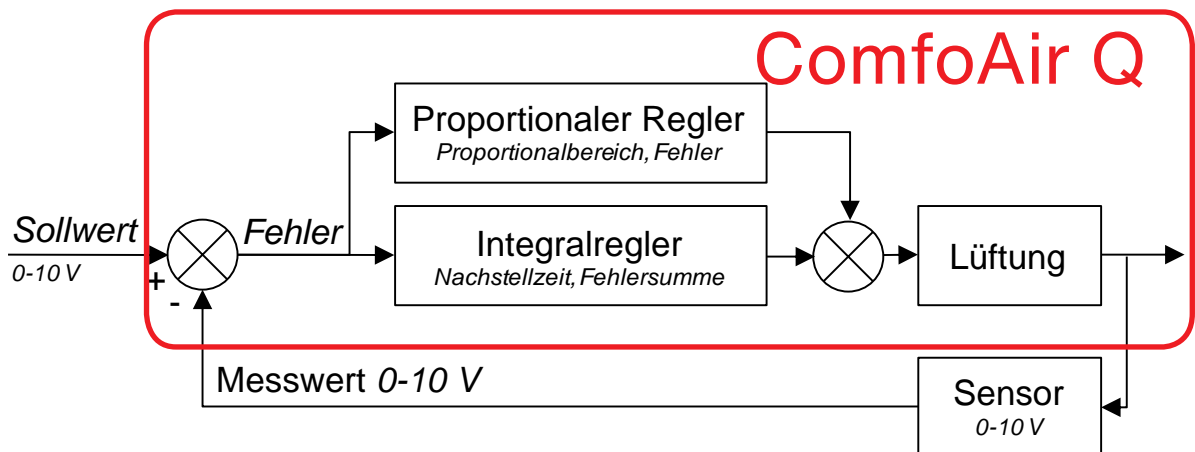 ComfoAir Q
Proportionaler Regler
Proportionalbereich, Fehler
Sollwert
0-10 V
+
-
Fehler
Integralregler
Nachstellzeit, Fehlersumme
Lüftung
Messwert 0-10 V
Sensor
0-10 V